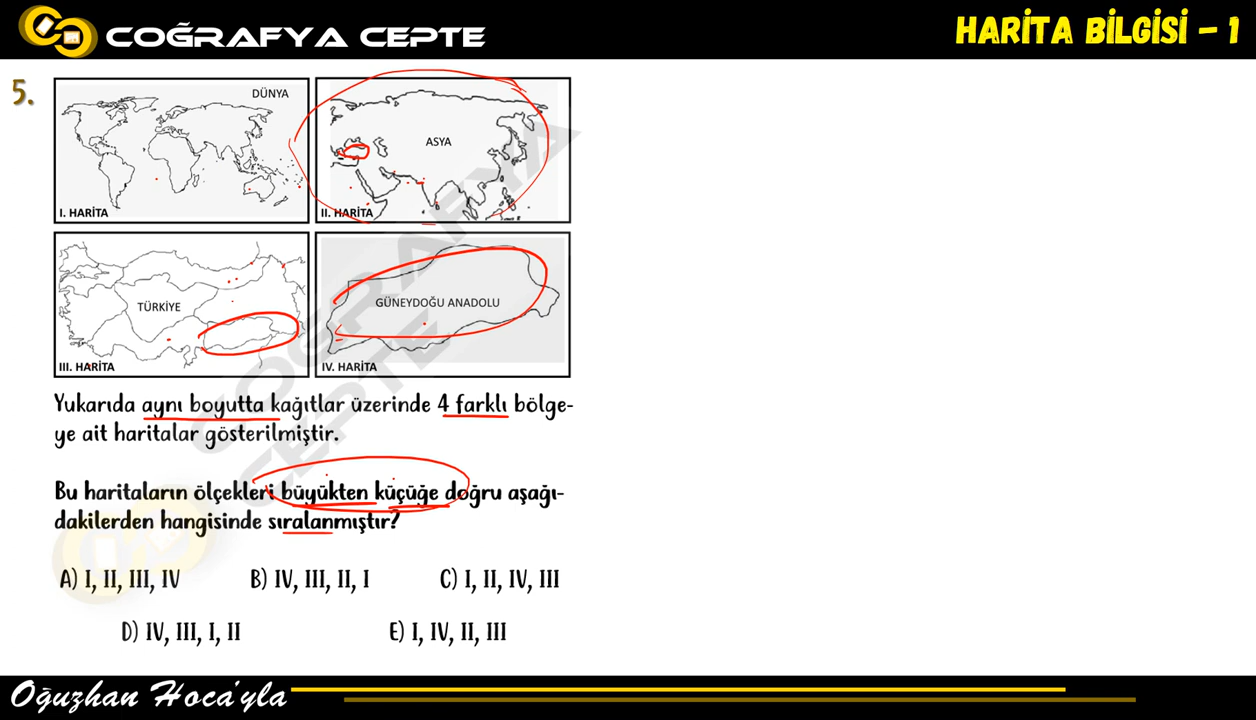 COĞRAFYA CEPTE
HARİTA BİLGİSİ – 1
5.
DÜNYA
I. HARİTA
ASYA
II. HARİTA
TÜRKİYE
III. HARİTA
GÜNEYDOĞU ANADOLU
IV. HARİTA
COĞRAFYA
CEPTE
Yukarıda aynı boyutta kağıtlar üzerinde 4 farklı bölge-
ye ait haritalar gösterilmiştir.
Bu haritaların ölçekleri büyükten küçüğe doğru aşağı-
dakilerden hangisinde sıralanmıştır?
A) I, II, III, IV B) IV, III, II, I C) I, II, IV, III
D) IV, III, I, II E) I, IV, II, III
Oğuzhan Hoca'yla